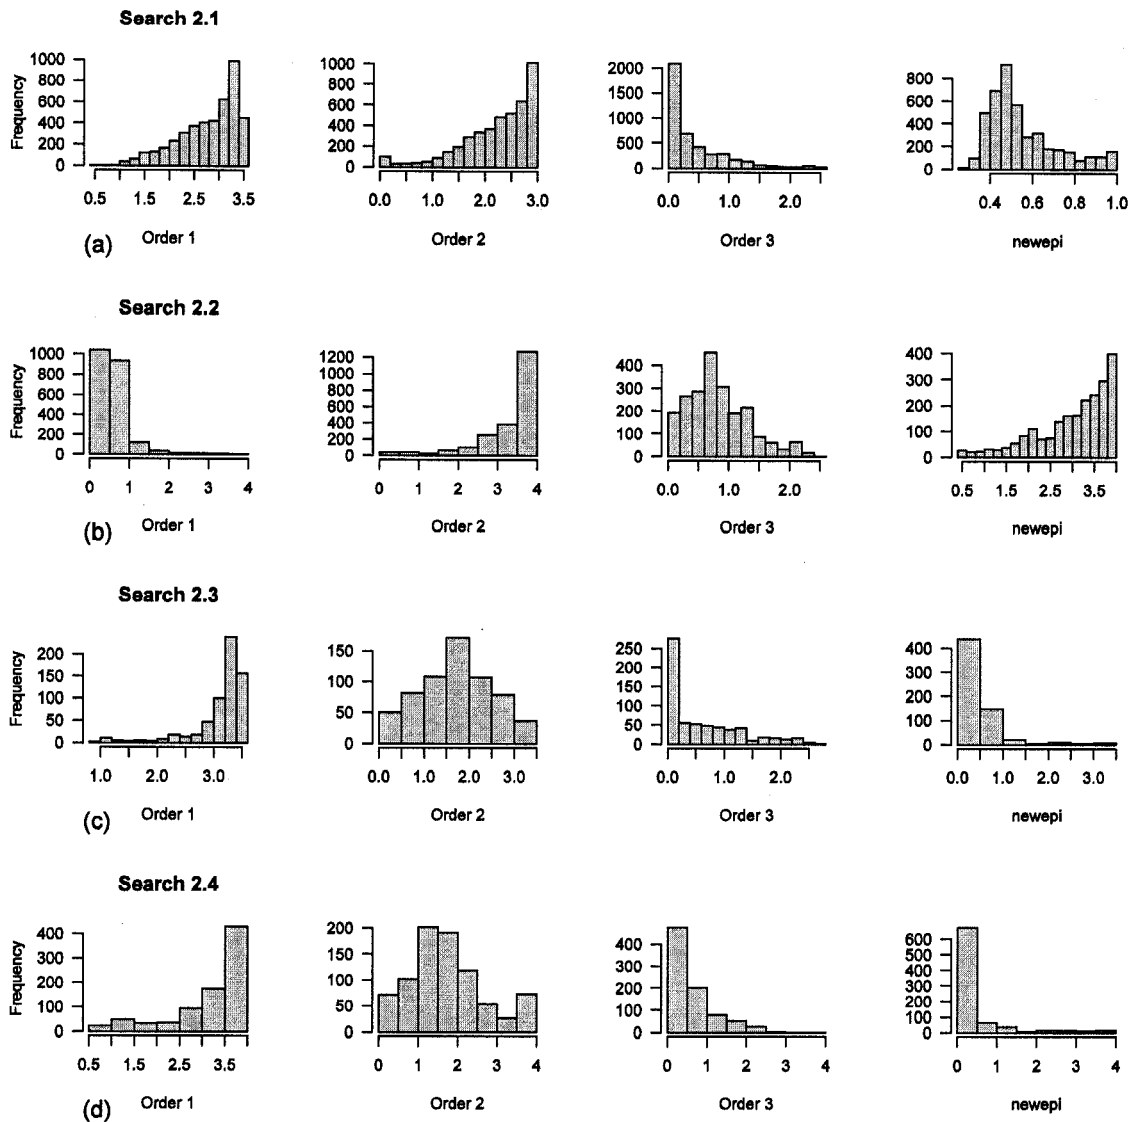 Search 2.1
Frequency
1000
800
600
400
200
0
0.5 1.5 2.5 3.5
Order 1
1000
800
600
400
200
0
0.0 1.0 2.0 3.0
Order 2
2000
1500
1000
500
0
0.0 1.0 2.0
Order 3
800
600
400
200
0
0.4 0.6 0.8 1.0
newepi
(a)
Search 2.2
Frequency
1000
800
600
400
200
0
0 1 2 3 4
Order 1
1200
1000
800
600
400
200
0
0 1 2 3 4
Order 2
400
300
200
100
0
0.0 1.0 2.0
Order 3
400
300
200
100
0
0.5 1.5 2.5 3.5
newepi
(b)
Search 2.3
Frequency
200
150
100
50
0
1.0 2.0 3.0
Order 1
150
100
50
0
0.0 1.0 2.0 3.0
Order 2
250
200
150
100
50
0
0.0 1.0 2.0
Order 3
400
300
200
100
0
0.0 1.0 2.0 3.0
newepi
(c)
Search 2.4
Frequency
400
300
200
100
0
0.5 1.5 2.5 3.5
Order 1
200
150
100
50
0
0 1 2 3 4
Order 2
400
300
200
100
0
0 1 2 3 4
Order 3
600
500
400
300
200
100
0
0 1 2 3 4
newepi
(d)